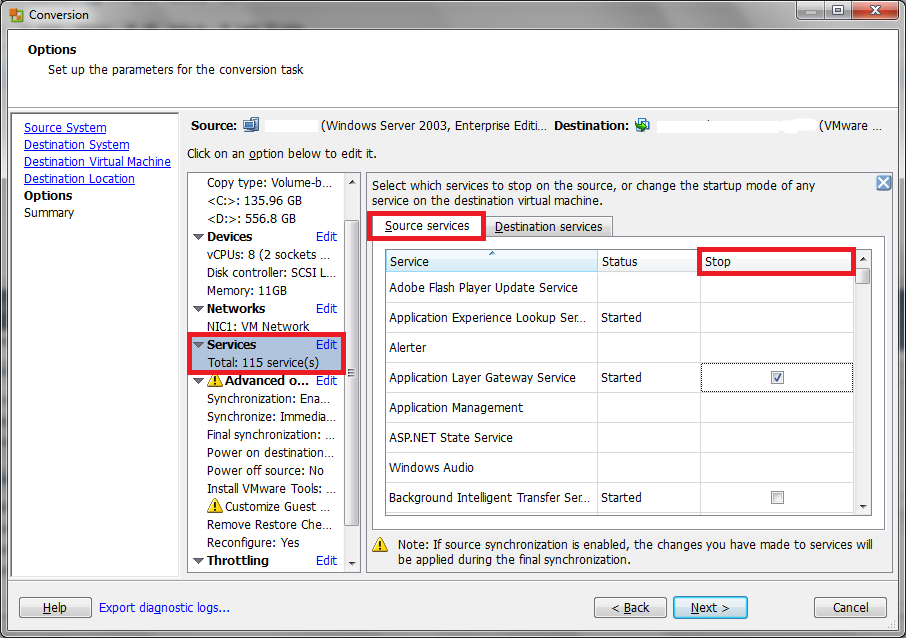 Conversion
Options
Set up the parameters for the conversion task
Source System
Destination System
Destination Virtual Machine
Destination Location
Options
Summary
Source: (Windows Server 2003, Enterprise Editi... Destination: (VMware ...
Click on an option below to edit it.
Copy type: Volume-b...
<C:>: 135.96 GB
<D:>: 556.8 GB
Devices Edit
vCPUs: 8 (2 sockets ...
Disk controller: SCSI L...
Memory: 11GB
Networks Edit
NIC1: VM Network
Services Edit
Total: 115 service(s)
Advanced o... Edit
Synchronization: Ena...
Synchronize: Immedia...
Final synchronization: ...
Power on destination...
Power off source: No
Install VMware Tools: ...
Customize Guest ...
Remove Restore Che...
Reconfigure: Yes
Throttling Edit
Select which services to stop on the source, or change the startup mode of any
service on the destination virtual machine.
Source services Destination services
Service Status Stop
Adobe Flash Player Update Service
Application Experience Lookup Ser... Started
Alerter
Application Layer Gateway Service Started
Application Management
ASP.NET State Service
Windows Audio
Background Intelligent Transfer Ser... Started
Note: If source synchronization is enabled, the changes you have made to services will
be applied during the final synchronization.
Help Export diagnostic logs... < Back Next > Cancel